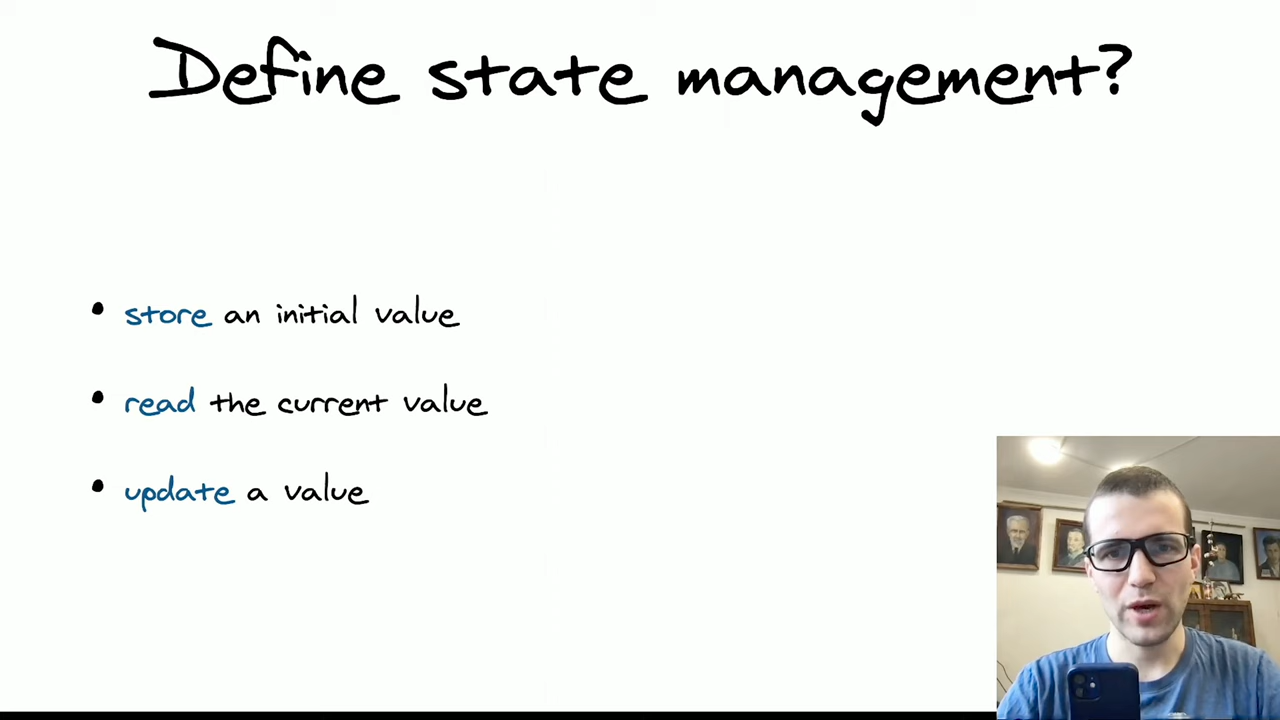 Define state management?
• store an initial value
• read the current value
• update a value